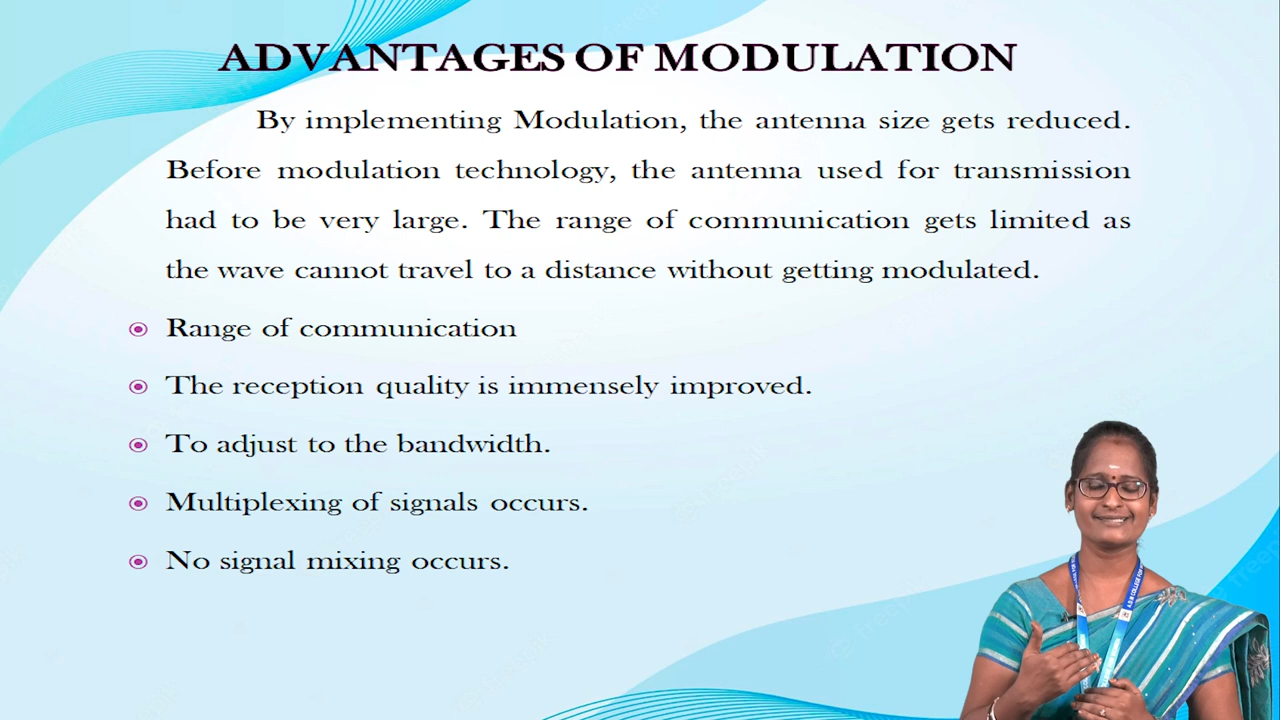 ADVANTAGES OF MODULATION
By implementing Modulation, the antenna size gets reduced.
Before modulation technology, the antenna used for transmission
had to be very large. The range of communication gets limited as
the wave cannot travel to a distance without getting modulated.
Range of communication
The reception quality is immensely improved.
To adjust to the bandwidth.
Multiplexing of signals occurs.
No signal mixing occurs.